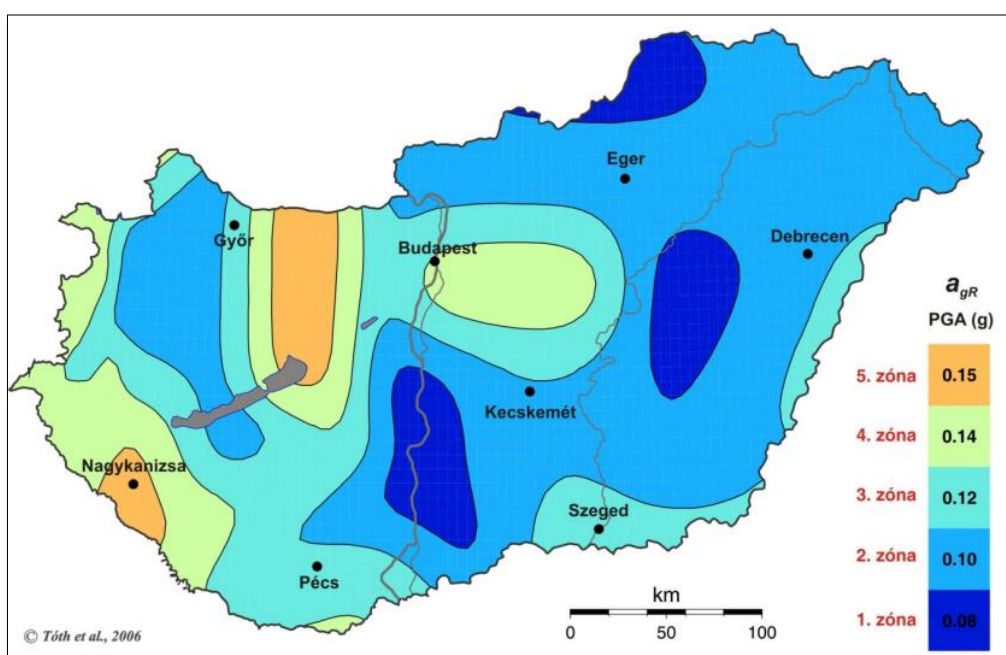 Eger
Debrecen
Győr
Budapest
Kecskemét
Nagykanizsa
Szeged
Pécs
a_gR
PGA (g)
5. zóna 0.15
4. zóna 0.14
3. zóna 0.12
2. zóna 0.10
1. zóna 0.08
km
0 50 100
© Tóth et al., 2006